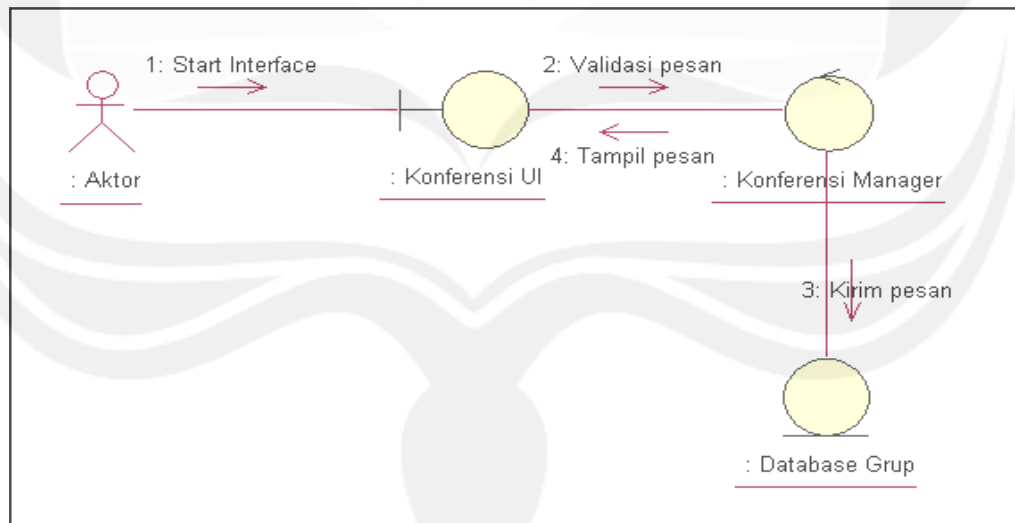 1: Start Interface
2: Validasi pesan
4: Tampil pesan
: Aktor
: Konferensi UI
: Konferensi Manager
3: Kirim pesan
: Database Grup